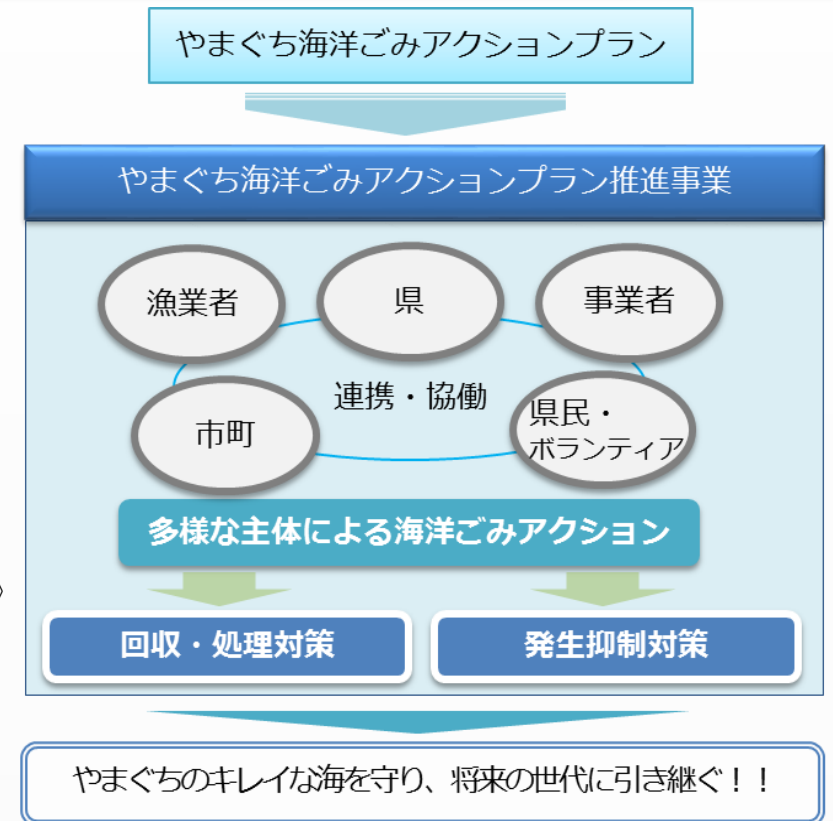 やまぐち海洋ごみアクションプラン
やまぐち海洋ごみアクションプラン推進事業
漁業者
県
事業者
連携・協働
市町
県民・
ボランティア
多様な主体による海洋ごみアクション
回収・処理対策
発生抑制対策
やまぐちのキレイな海を守り、将来の世代に引き継ぐ！！